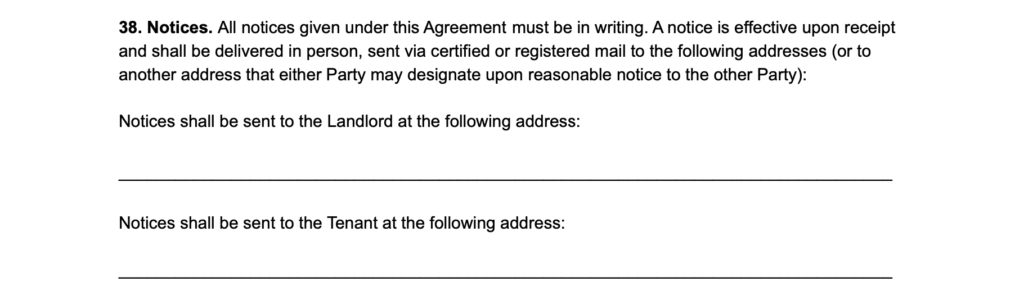 38. Notices. All notices given under this Agreement must be in writing. A notice is effective upon receipt
and shall be delivered in person, sent via certified or registered mail to the following addresses (or to
another address that either Party may designate upon reasonable notice to the other Party):
Notices shall be sent to the Landlord at the following address:
Notices shall be sent to the Tenant at the following address: